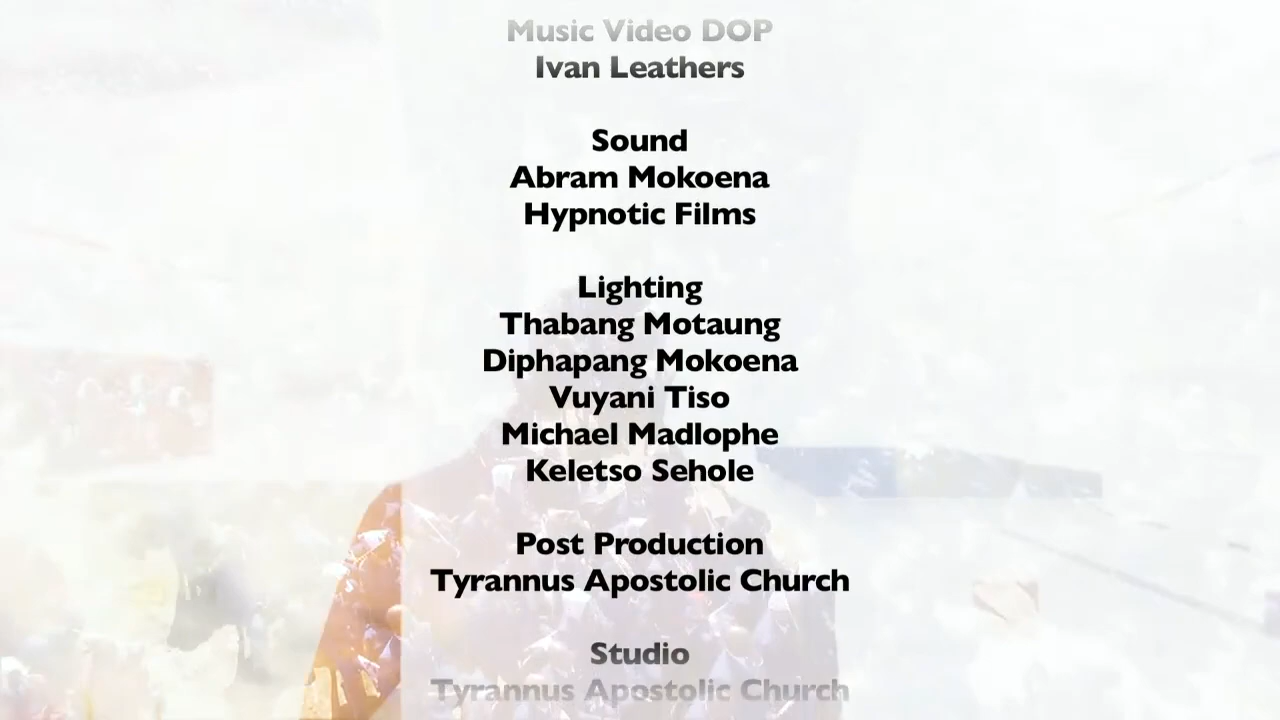 Music Video DOP
Ivan Leathers
Sound
Abram Mokoena
Hypnotic Films
Lighting
Thabang Motaung
Diphapang Mokoena
Vuyani Tiso
Michael Madlophe
Keletso Sehole
Post Production
Tyrannus Apostolic Church
Studio
Tyrannus Apostolic Church